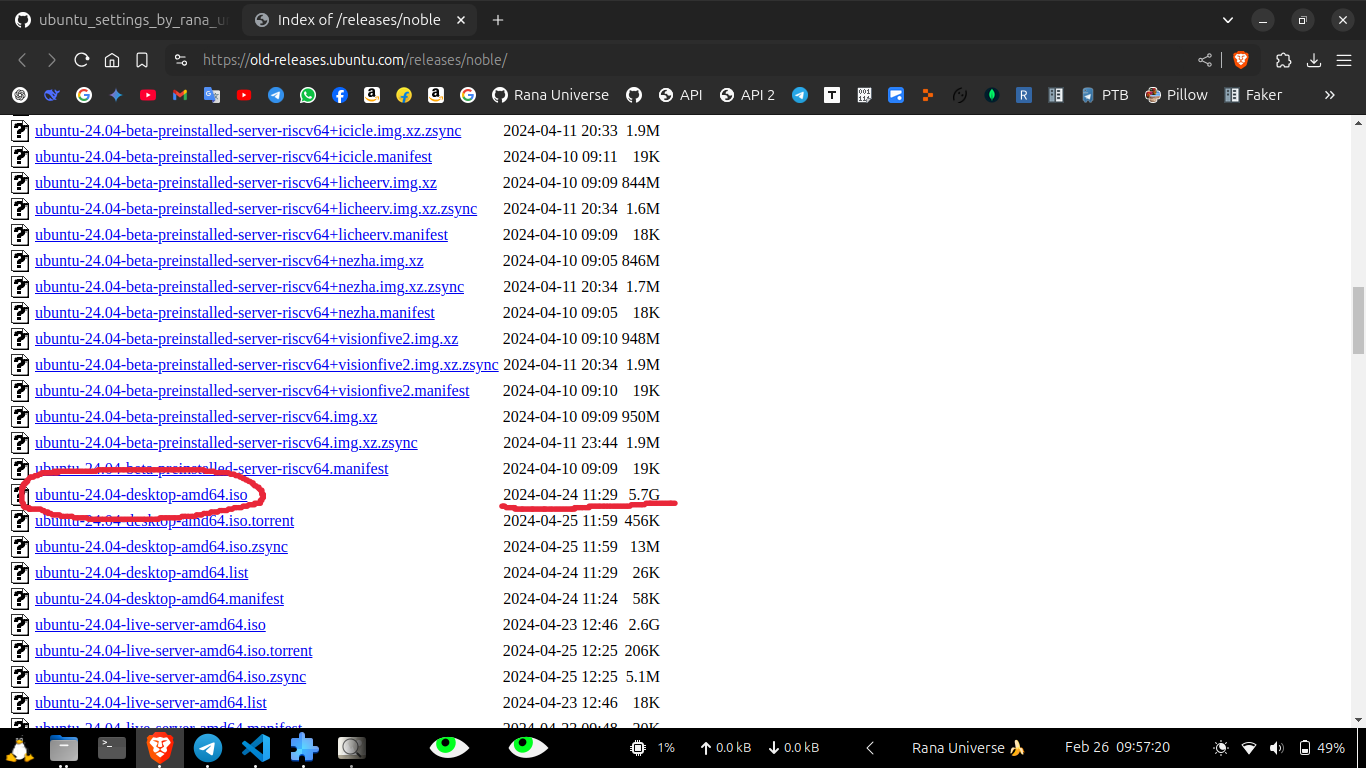 ubuntu_settings_by_rana_u
Index of /releases/noble
https://old-releases.ubuntu.com/releases/noble/
Rana Universe API API 2 T R PTB Pillow Faker »
ubuntu-24.04-beta-preinstalled-server-riscv64+icicle.img.xz.zsync 2024-04-11 20:33 1.9M
ubuntu-24.04-beta-preinstalled-server-riscv64+icicle.manifest 2024-04-10 09:11 19K
ubuntu-24.04-beta-preinstalled-server-riscv64+licheerv.img.xz 2024-04-10 09:09 844M
ubuntu-24.04-beta-preinstalled-server-riscv64+licheerv.img.xz.zsync 2024-04-11 20:34 1.6M
ubuntu-24.04-beta-preinstalled-server-riscv64+licheerv.manifest 2024-04-10 09:09 18K
ubuntu-24.04-beta-preinstalled-server-riscv64+nezha.img.xz 2024-04-10 09:05 846M
ubuntu-24.04-beta-preinstalled-server-riscv64+nezha.img.xz.zsync 2024-04-11 20:34 1.7M
ubuntu-24.04-beta-preinstalled-server-riscv64+nezha.manifest 2024-04-10 09:05 18K
ubuntu-24.04-beta-preinstalled-server-riscv64+visionfive2.img.xz 2024-04-10 09:10 948M
ubuntu-24.04-beta-preinstalled-server-riscv64+visionfive2.img.xz.zsync 2024-04-11 20:34 1.9M
ubuntu-24.04-beta-preinstalled-server-riscv64+visionfive2.manifest 2024-04-10 09:10 19K
ubuntu-24.04-beta-preinstalled-server-riscv64.img.xz 2024-04-10 09:09 950M
ubuntu-24.04-beta-preinstalled-server-riscv64.img.xz.zsync 2024-04-11 23:44 1.9M
ubuntu-24.04-beta-preinstalled-server-riscv64.manifest 2024-04-10 09:09 19K
ubuntu-24.04-desktop-amd64.iso 2024-04-24 11:29 5.7G
ubuntu-24.04-desktop-amd64.iso.torrent 2024-04-25 11:59 456K
ubuntu-24.04-desktop-amd64.iso.zsync 2024-04-25 11:59 13M
ubuntu-24.04-desktop-amd64.list 2024-04-24 11:29 26K
ubuntu-24.04-desktop-amd64.manifest 2024-04-24 11:24 58K
ubuntu-24.04-live-server-amd64.iso 2024-04-23 12:46 2.6G
ubuntu-24.04-live-server-amd64.iso.torrent 2024-04-25 12:25 206K
ubuntu-24.04-live-server-amd64.iso.zsync 2024-04-25 12:25 5.1M
ubuntu-24.04-live-server-amd64.list 2024-04-23 12:46 18K
ubuntu-24.04-live-server-amd64.manifest
1% 0.0 kB 0.0 kB Rana Universe 🍌 Feb 26 09:57:20 49%